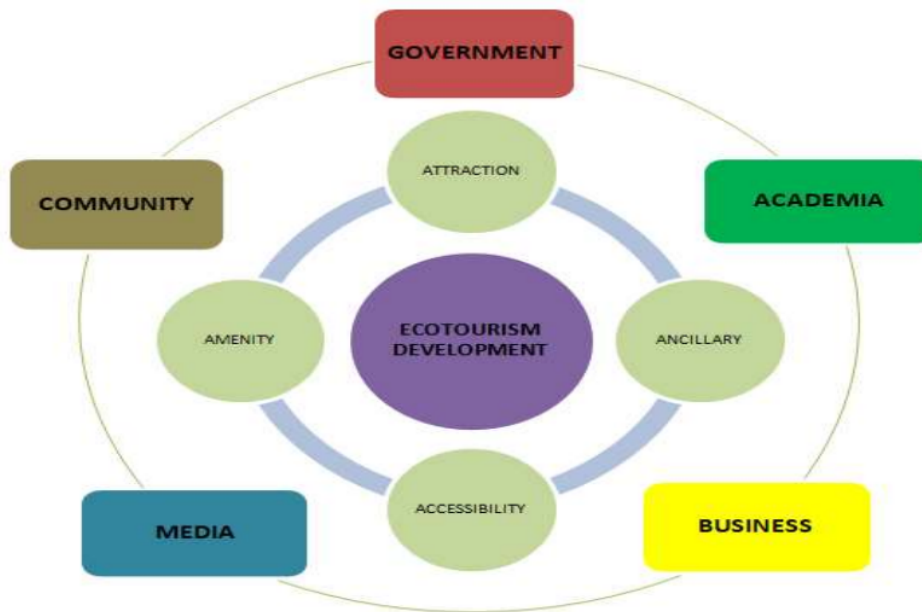 GOVERNMENT
ATTRACTION
COMMUNITY
ACADEMIA
AMENITY
ECOTOURISM
DEVELOPMENT
ANCILLARY
ACCESSIBILITY
MEDIA
BUSINESS